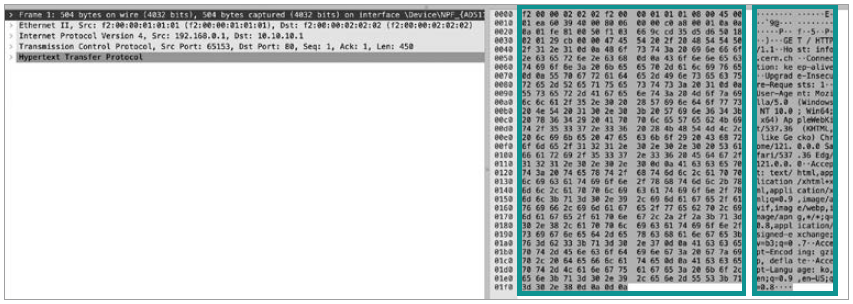 Frame 1: 504 bytes on wire (4032 bits), 504 bytes captured (4032 bits) on interface \Device\NPF_{AD51
Ethernet II, Src: f2:00:00:01:01:01 (f2:00:00:01:01:01), Dst: f2:00:00:02:02:02 (f2:00:00:02:02:02)
Internet Protocol Version 4, Src: 192.168.0.1, Dst: 10.10.10.1
Transmission Control Protocol, Src Port: 65153, Dst Port: 80, Seq: 1, Ack: 1, Len: 450
Hypertext Transfer Protocol
0000 f2 00 00 02 02 02 f2 00 00 01 01 01 08 00 45 00 ······E·
0010 01 ea 60 39 40 00 80 06 00 00 c0 a8 00 01 0a 0a
0020 0a 01 fe 81 00 50 f1 03 66 9c cd 35 d5 d6 50 18
0030 02 01 29 cb 00 00 47 45 54 20 2f 20 48 54 54 50 ··)···GE T / HTTP
0040 2f 31 2e 31 0d 0a 48 6f 73 74 3a 20 69 6e 66 6f /1.1··Ho st: info
0050 2e 63 65 72 6e 2e 63 68 0d 0a 43 6f 6e 6e 65 63 .cern.ch ··Connec
0060 74 69 6f 6e 3a 20 6b 65 65 70 2d 61 6c 69 76 65 tion: ke ep-alive
0070 0d 0a 55 70 67 72 61 64 65 2d 49 6e 73 65 63 75 ··Upgrad e-Insecu
0080 72 65 2d 52 65 71 75 65 73 74 73 3a 20 31 0d 0a re-Reque sts: 1··
0090 55 73 65 72 2d 41 67 65 6e 74 3a 20 4d 6f 7a 69 User-Age nt: Mozi
00a0 6c 6c 61 2f 35 2e 30 20 28 57 69 6e 64 6f 77 73 lla/5.0 (Windows
00b0 20 4e 54 20 31 30 2e 30 3b 20 57 69 6e 36 34 3b NT 10.0 ; Win64;
00c0 20 78 36 34 29 20 41 70 70 6c 65 57 65 62 4b 69 x64) Ap pleWebKi
00d0 74 2f 35 33 37 2e 33 36 20 28 4b 48 54 4d 4c 2c t/537.36 (KHTML,
00e0 20 6c 69 6b 65 20 47 65 63 6b 6f 29 20 43 68 72 like Ge cko) Chr
00f0 6f 6d 65 2f 31 32 31 2e 30 2e 30 2e 30 20 53 61 ome/121. 0.0.0 Sa
0100 66 61 72 69 2f 35 33 37 2e 33 36 20 45 64 67 2f fari/537 .36 Edg/
0110 31 32 31 2e 30 2e 30 2e 30 0d 0a 41 63 63 65 70 121.0.0. 0··Accep
0120 74 3a 20 74 65 78 74 2f 68 74 6d 6c 2c 61 70 70 t: text/ html,app
0130 6c 69 63 61 74 69 6f 6e 2f 78 68 74 6d 6c 2b 78 lication /xhtml+x
0140 6d 6c 2c 61 70 70 6c 69 63 61 74 69 6f 6e 2f 78 ml,appli cation/x
0150 6d 6c 3b 71 3d 30 2e 39 2c 69 6d 61 67 65 2f 61 ml;q=0.9 ,image/a
0160 76 69 66 2c 69 6d 61 67 65 2f 77 65 62 70 2c 69 vif,imag e/webp,i
0170 6d 61 67 65 2f 61 70 6e 67 2c 2a 2f 2a 3b 71 3d mage/apn g,*/*;q=
0180 30 2e 38 2c 61 70 70 6c 69 63 61 74 69 6f 6e 2f 0.8,appl ication/
0190 73 69 67 6e 65 64 2d 65 78 63 68 61 6e 67 65 3b signed-e xchange;
01a0 76 3d 62 33 3b 71 3d 30 2e 37 0d 0a 41 63 63 65 v=b3;q=0 .7··Acce
01b0 70 74 2d 45 6e 63 6f 64 69 6e 67 3a 20 67 7a 69 pt-Encod ing: gzi
01c0 70 2c 20 64 65 66 6c 61 74 65 0d 0a 41 63 63 65 p, defla te··Acce
01d0 70 74 2d 4c 61 6e 67 75 61 67 65 3a 20 6b 6f 2c pt-Langu age: ko,
01e0 65 6e 3b 71 3d 30 2e 39 2c 65 6e 2d 55 53 3b 71 en;q=0.9 ,en-US;q
01f0 3d 30 2e 38 0d 0a 0d 0a =0.8····